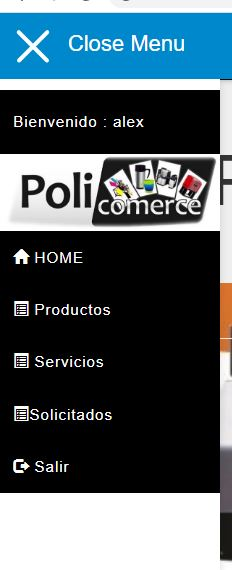 Close Menu
Bienvenido : alex
Poli
comerce
HOME
Productos
Servicios
Solicitados
Salir